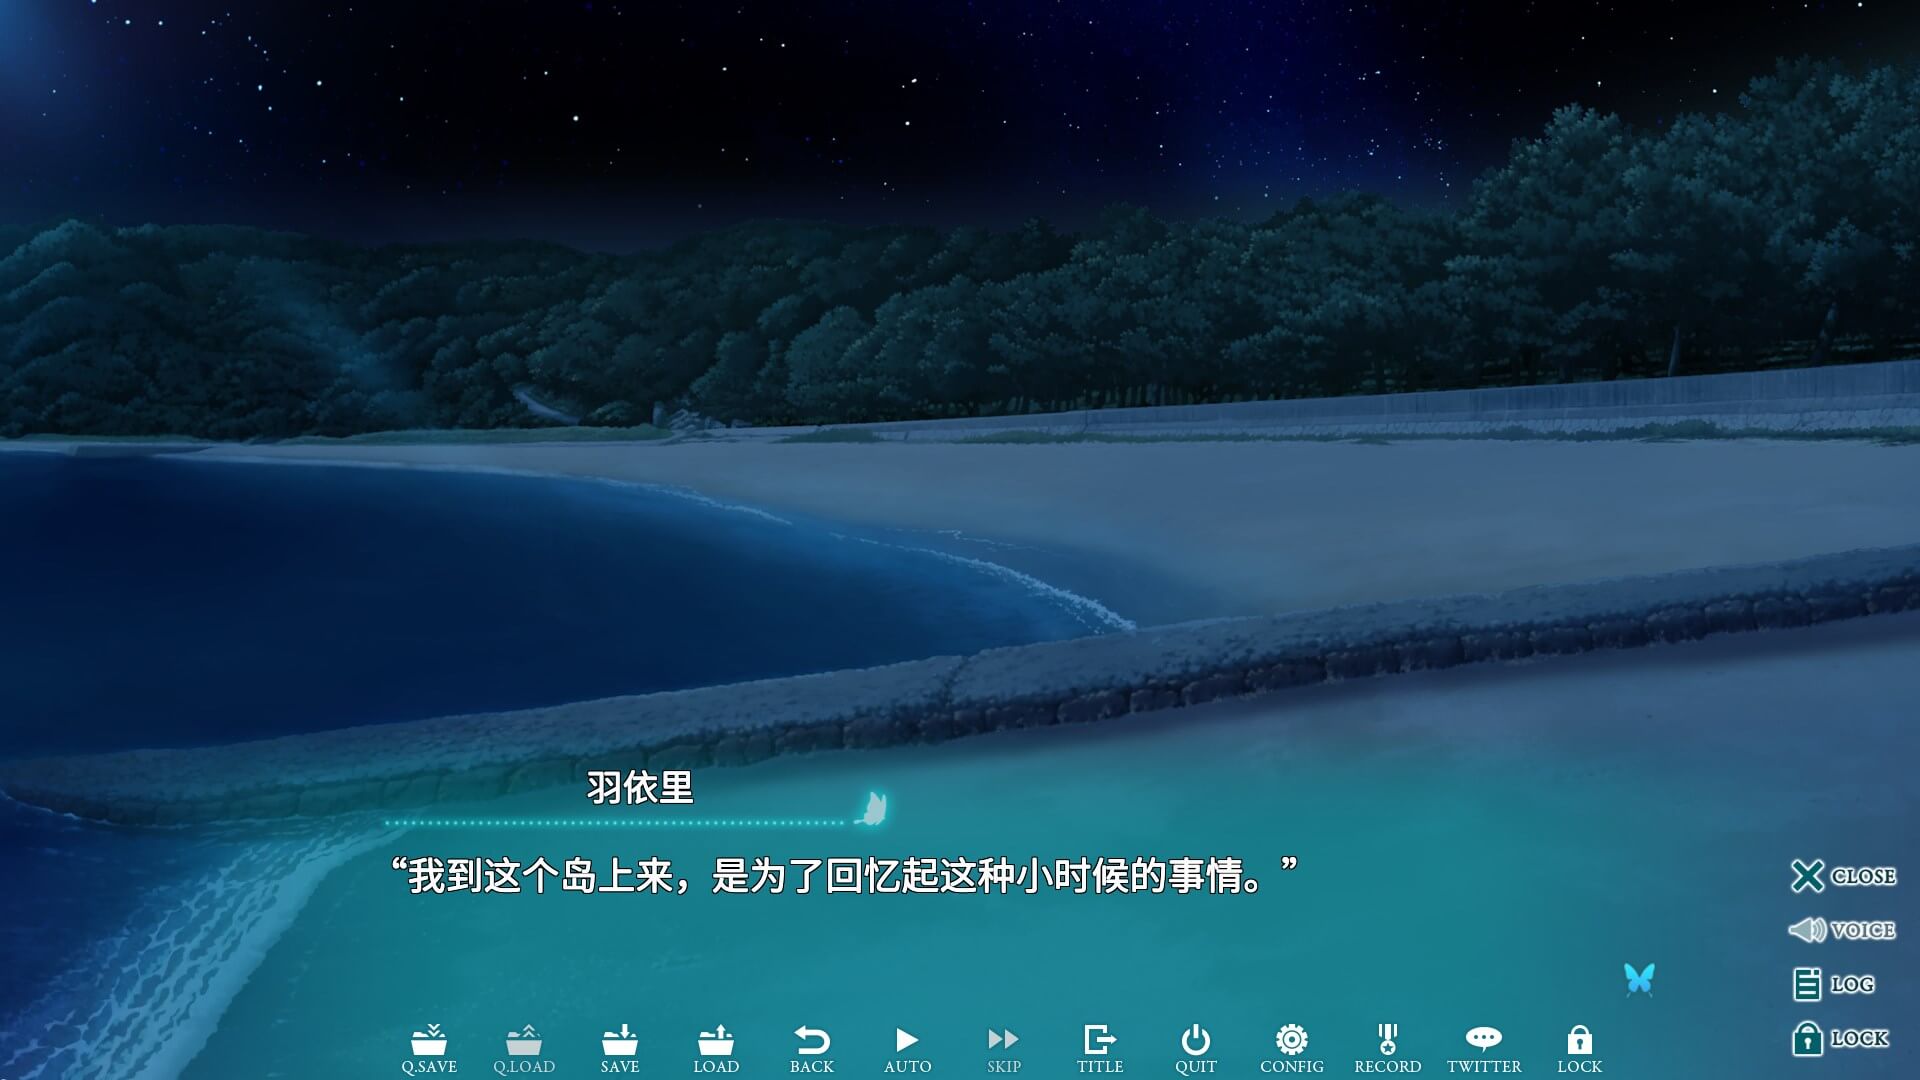 羽依里
“我到这个岛上来，是为了回忆起这种小时候的事情。”
CLOSE
VOICE
LOG
LOCK
Q.SAVE Q.LOAD SAVE LOAD BACK AUTO SKIP TITLE QUIT CONFIG RECORD TWITTER LOCK